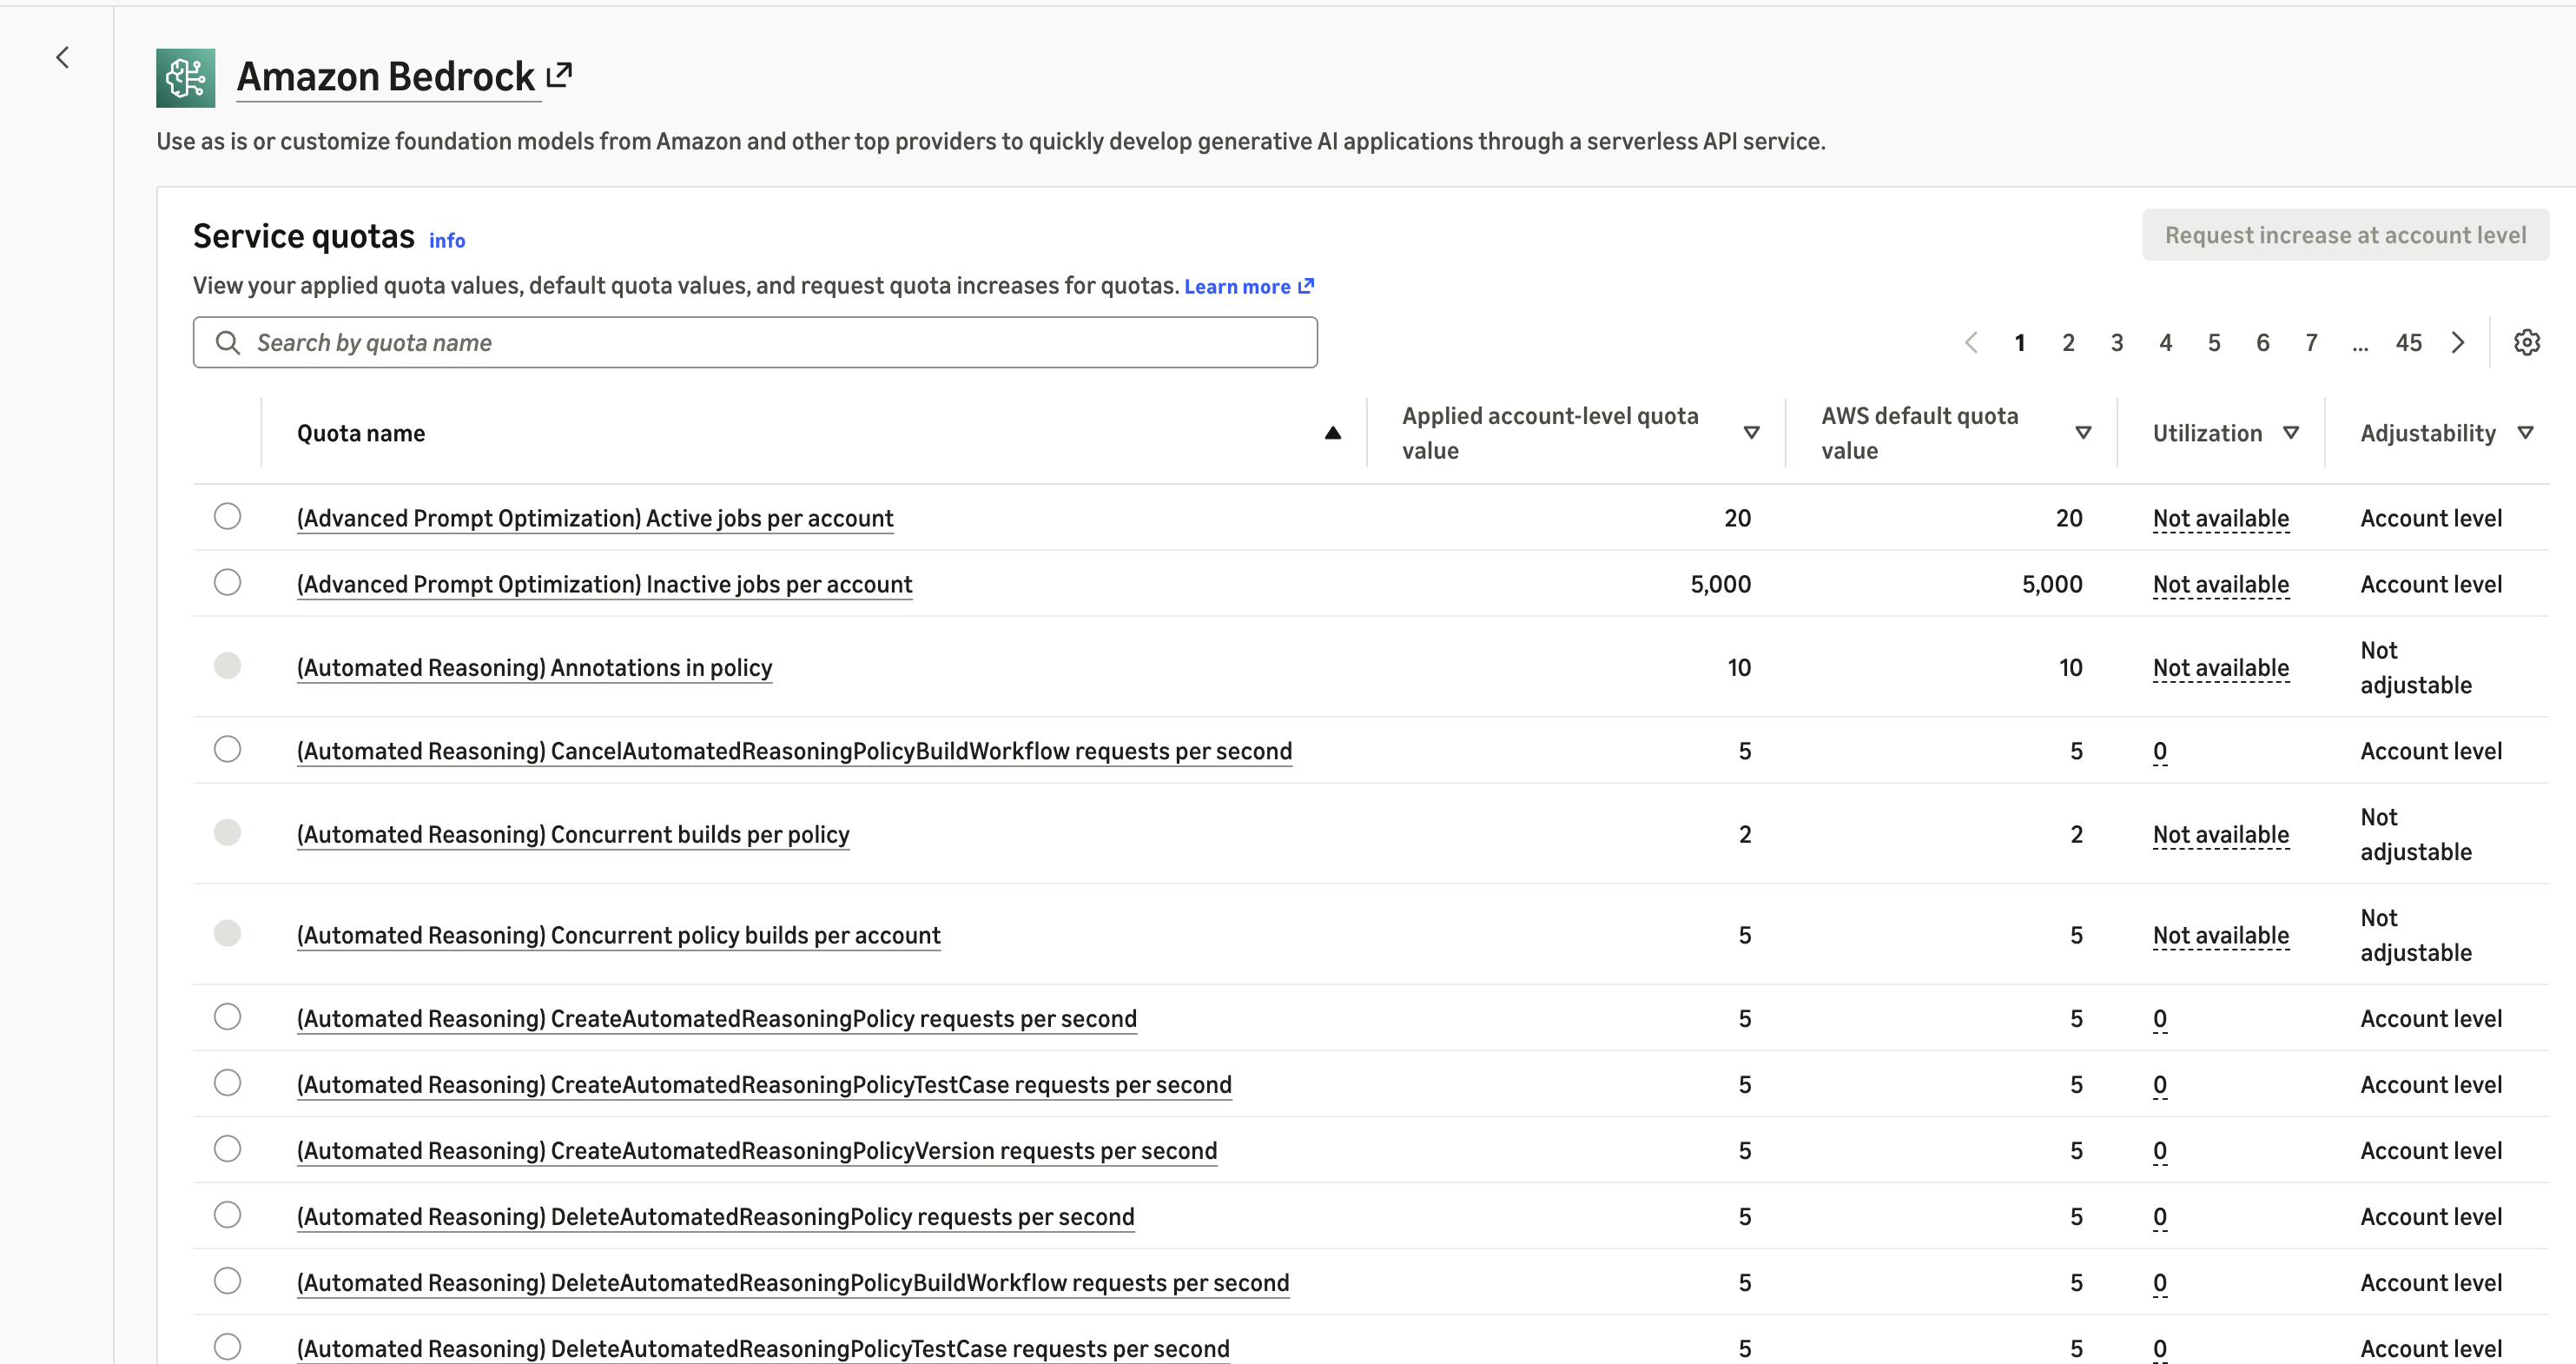 Amazon Bedrock
Use as is or customize foundation models from Amazon and other top providers to quickly develop generative AI applications through a serverless API service.
Service quotas info
Request increase at account level
View your applied quota values, default quota values, and request quota increases for quotas. Learn more
Search by quota name
1 2 3 4 5 6 7 ... 45
Quota name
Applied account-level quota
value
AWS default quota
value
Utilization
Adjustability
(Advanced Prompt Optimization) Active jobs per account 20 20 Not available Account level
(Advanced Prompt Optimization) Inactive jobs per account 5,000 5,000 Not available Account level
(Automated Reasoning) Annotations in policy 10 10 Not available Not
adjustable
(Automated Reasoning) CancelAutomatedReasoningPolicyBuildWorkflow requests per second 5 5 0 Account level
(Automated Reasoning) Concurrent builds per policy 2 2 Not available Not
adjustable
(Automated Reasoning) Concurrent policy builds per account 5 5 Not available Not
adjustable
(Automated Reasoning) CreateAutomatedReasoningPolicy requests per second 5 5 0 Account level
(Automated Reasoning) CreateAutomatedReasoningPolicyTestCase requests per second 5 5 0 Account level
(Automated Reasoning) CreateAutomatedReasoningPolicyVersion requests per second 5 5 0 Account level
(Automated Reasoning) DeleteAutomatedReasoningPolicy requests per second 5 5 0 Account level
(Automated Reasoning) DeleteAutomatedReasoningPolicyBuildWorkflow requests per second 5 5 0 Account level
(Automated Reasoning) DeleteAutomatedReasoningPolicyTestCase requests per second 5 5 0 Account level